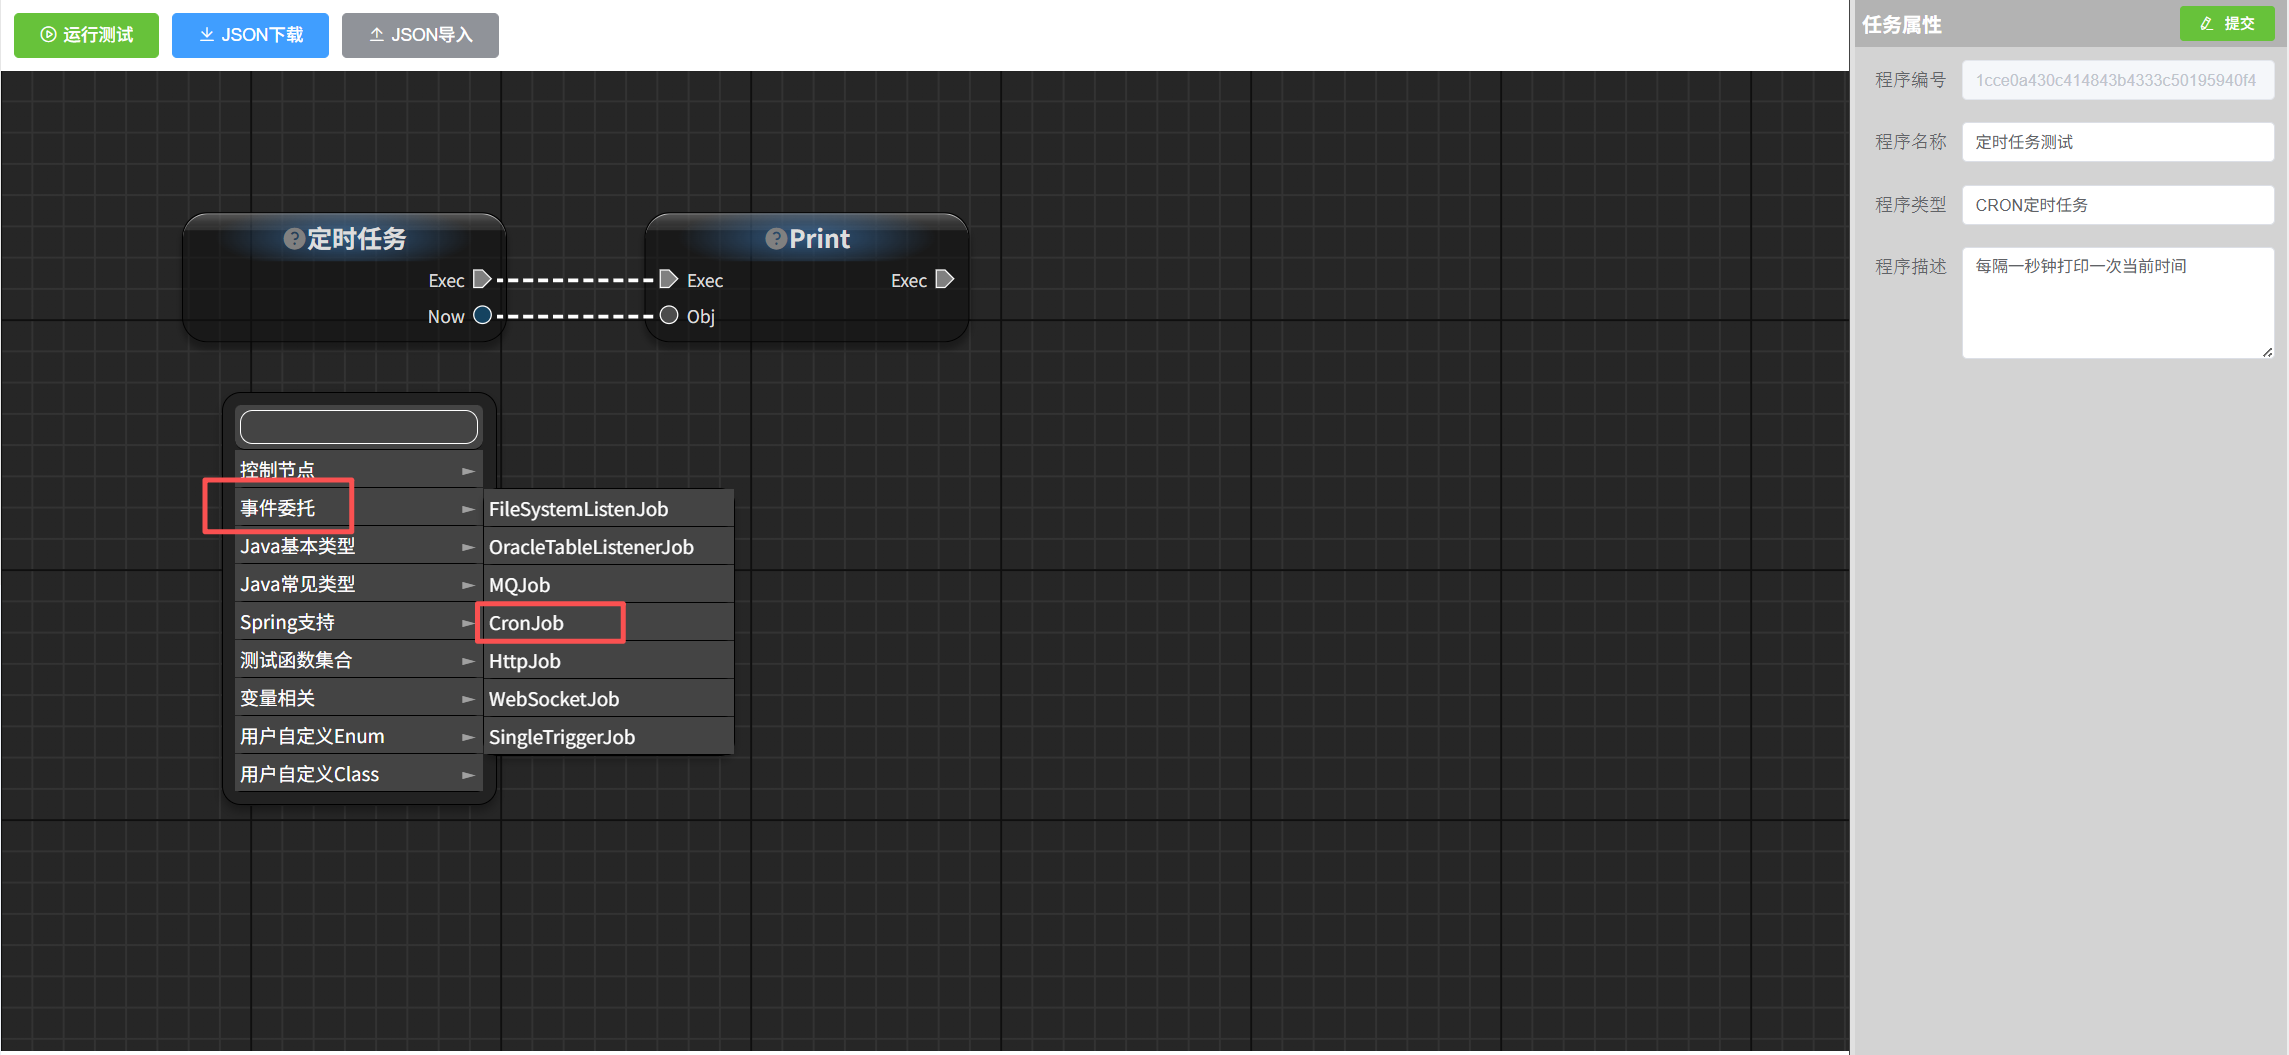 运行测试
JSON下载
JSON导入
定时任务
Exec
Now
Print
Exec
Exec
Obj
控制节点
事件委托
Java基本类型
Java常见类型
Spring支持
测试函数集合
变量相关
用户自定义Enum
用户自定义Class
FileSystemListenJob
OracleTableListenerJob
MQJob
CronJob
HttpJob
WebSocketJob
SingleTriggerJob
任务属性
提交
程序编号
1cce0a430c414843b4333c50195940f4
程序名称
定时任务测试
程序类型
CRON定时任务
程序描述
每隔一秒钟打印一次当前时间